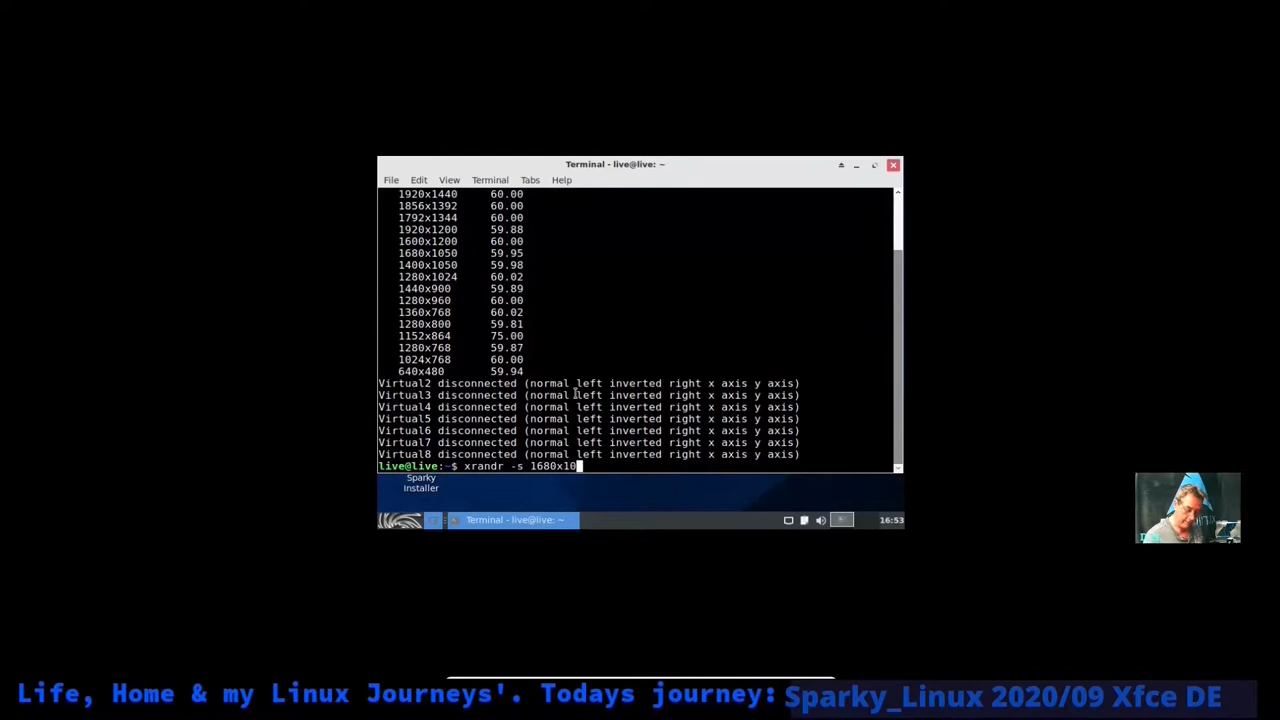 Terminal - live@live: ~
File Edit View Terminal Tabs Help
1920x1440 60.00
1856x1392 60.00
1792x1344 60.00
1920x1200 59.88
1600x1200 60.00
1680x1050 59.95
1400x1050 59.98
1280x1024 60.02
1440x900 59.89
1280x960 60.00
1360x768 60.02
1280x800 59.81
1152x864 75.00
1280x768 59.87
1024x768 60.00
640x480 59.94
Virtual2 disconnected (normal left inverted right x axis y axis)
Virtual3 disconnected (normal left inverted right x axis y axis)
Virtual4 disconnected (normal left inverted right x axis y axis)
Virtual5 disconnected (normal left inverted right x axis y axis)
Virtual6 disconnected (normal left inverted right x axis y axis)
Virtual7 disconnected (normal left inverted right x axis y axis)
Virtual8 disconnected (normal left inverted right x axis y axis)
live@live:~$ xrandr -s 1680x10
Sparky
Installer
Terminal - live@live: ~
16:53
Life, Home & my Linux Journeys'. Todays journey: Sparky_Linux 2020/09 Xfce DE